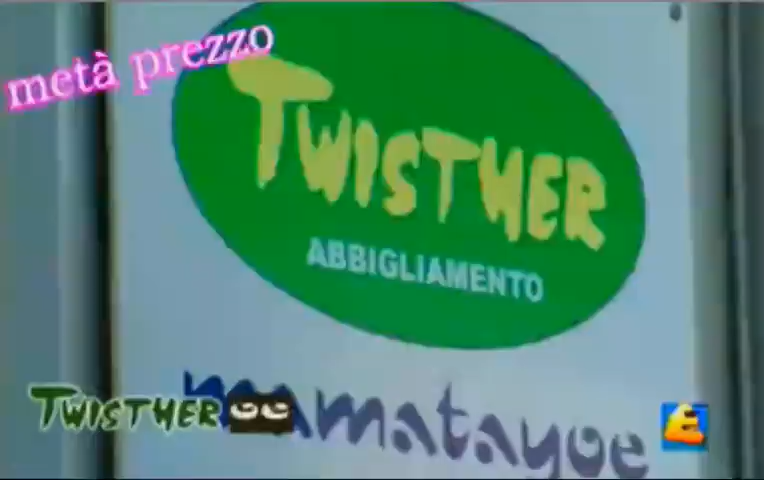 metà prezzo
TWISTHER
ABBIGLIAMENTO
mamatayoe
TWISTHER